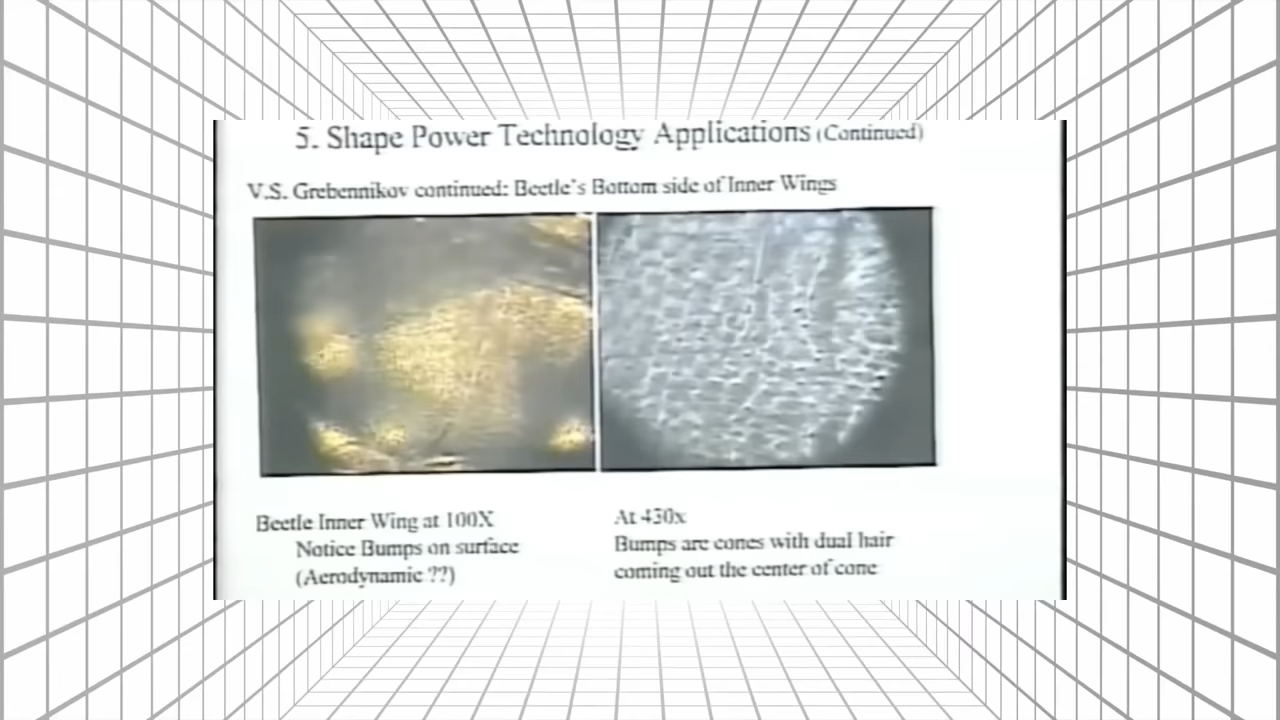 5. Shape Power Technology Applications (Continued)
V.S. Grebennikov continued: Beetle's Bottom side of Inner Wings
Beetle Inner Wing at 100X
Notice Bumps on surface
(Aerodynamic ??)
At 430x
Bumps are cones with dual hair
coming out the center of cone